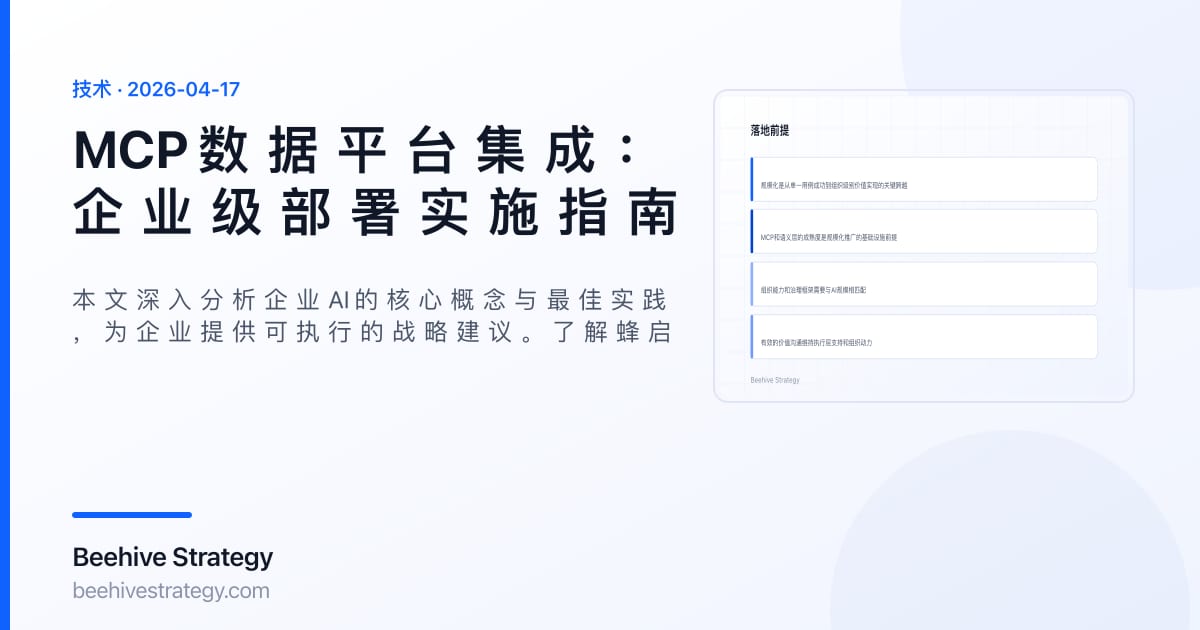 技术 · 2026-04-17
MCP数据平台集成：
企业级部署实施指南
本文深入分析企业AI的核心概念与最佳实践
，为企业提供可执行的战略建议。了解蜂启
落地前提
规模化是从单一用例成功到组织级别价值实现的关键跨越
MCP和语义层的成熟度是规模化推广的基础设施前提
组织能力和治理框架需要与AI规模相匹配
有效的价值沟通维持执行层支持和组织动力
Beehive Strategy
Beehive Strategy
beehivestrategy.com